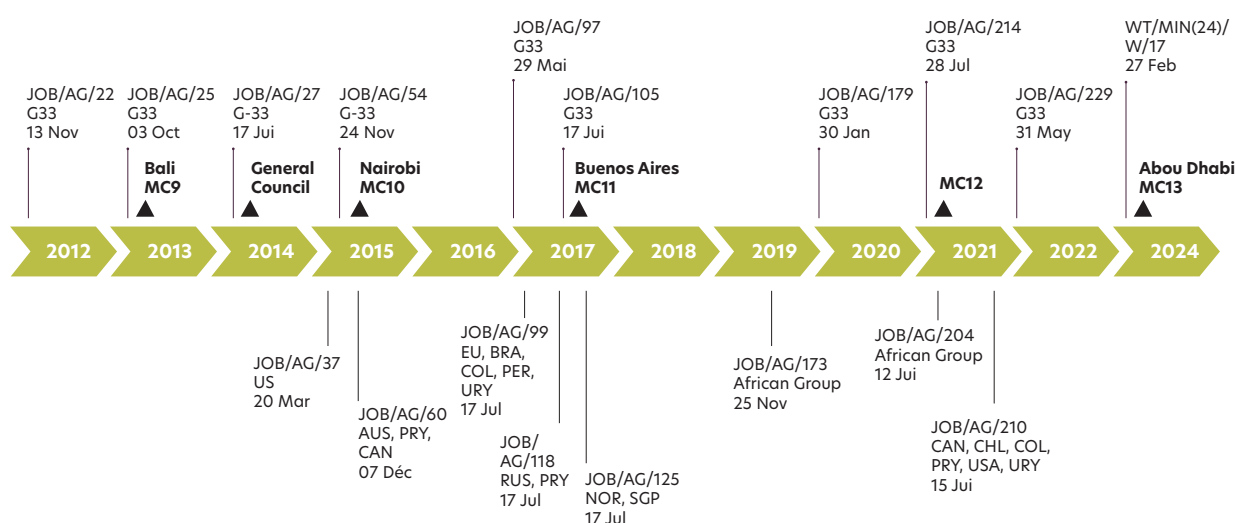 JOB/AG/97
G33
29 Mai
JOB/AG/214
G33
28 Jul
WT/MIN(24)/
W/17
27 Feb
JOB/AG/22
G33
13 Nov
JOB/AG/25
G33
03 Oct
JOB/AG/27
G-33
17 Jui
JOB/AG/54
G-33
24 Nov
JOB/AG/105
G33
17 Jui
JOB/AG/179
G33
30 Jan
JOB/AG/229
G33
31 May
Bali
MC9
General
Council
Nairobi
MC10
Buenos Aires
MC11
MC12
Abou Dhabi
MC13
2012
2013
2014
2015
2016
2017
2018
2019
2020
2021
2022
2024
JOB/AG/37
US
20 Mar
JOB/AG/60
AUS, PRY,
CAN
07 Déc
JOB/AG/99
EU, BRA,
COL, PER,
URY
17 Jul
JOB/
AG/118
RUS, PRY
17 Jul
JOB/AG/125
NOR, SGP
17 Jul
JOB/AG/173
African Group
25 Nov
JOB/AG/204
African Group
12 Jui
JOB/AG/210
CAN, CHL, COL,
PRY, USA, URY
15 Jui